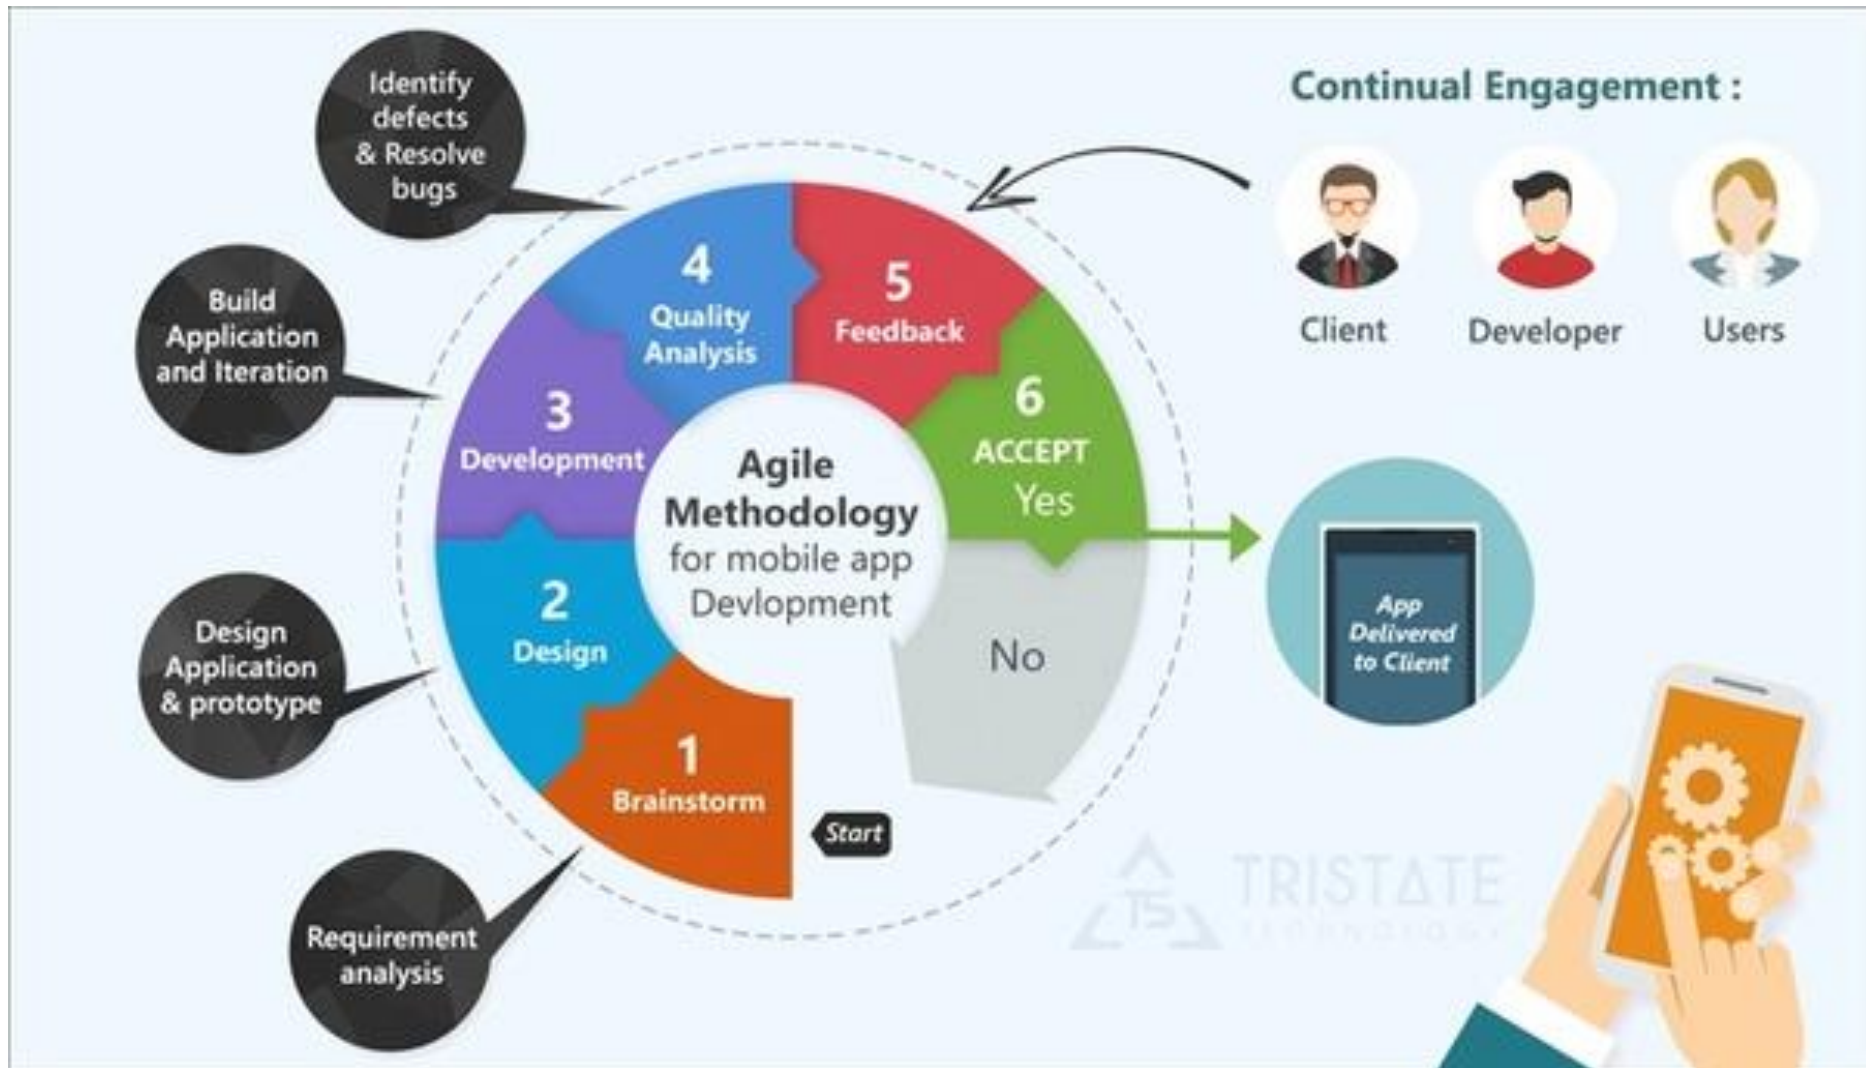 Identify
defects
& Resolve
bugs
Build
Application
and Iteration
Design
Application
& prototype
Requirement
analysis
Start
1
Brainstorm
2
Design
3
Development
4
Quality
Analysis
5
Feedback
6
ACCEPT
Yes
No
Agile
Methodology
for mobile app
Devlopment
Continual Engagement :
Client
Developer
Users
App
Delivered
to Client
TS
TRISTATE
TECHNOLOGY